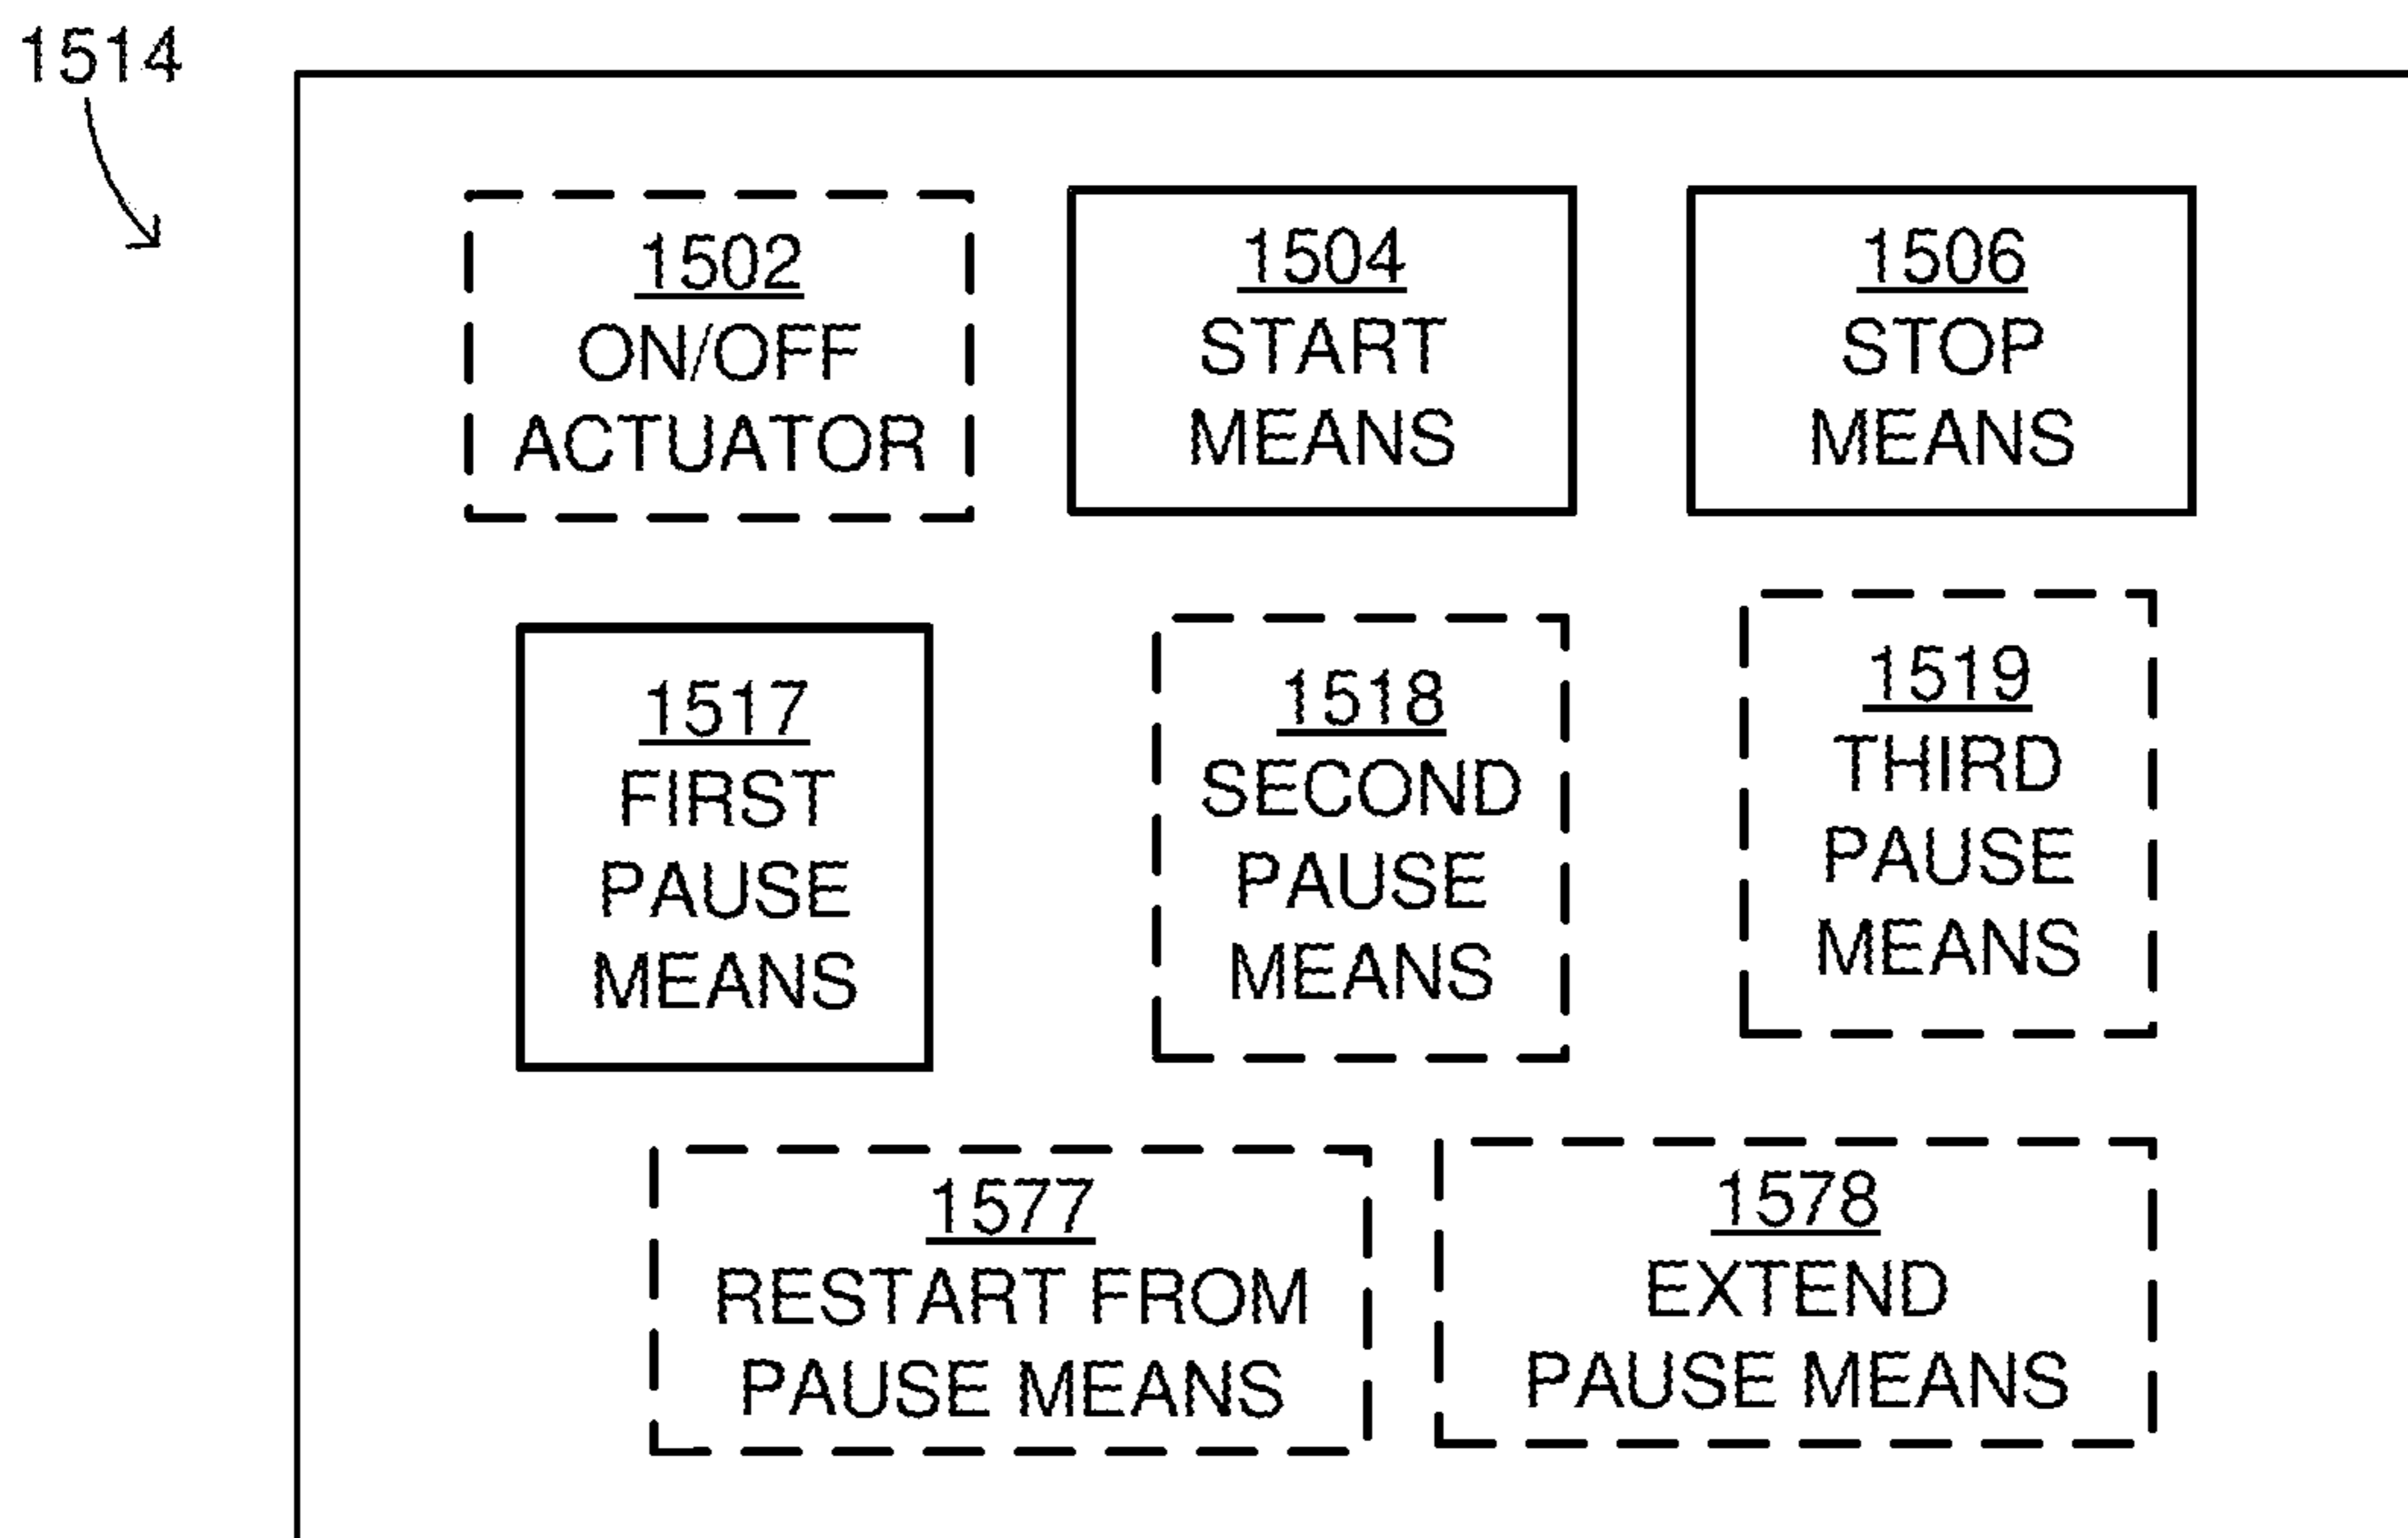 1514
1502
ON/OFF
ACTUATOR
1504
START
MEANS
1506
STOP
MEANS
1517
FIRST
PAUSE
MEANS
1518
SECOND
PAUSE
MEANS
1519
THIRD
PAUSE
MEANS
1577
RESTART FROM
PAUSE MEANS
1578
EXTEND
PAUSE MEANS